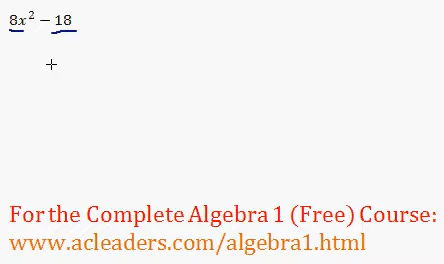 8x² − 18
For the Complete Algebra 1 (Free) Course:
www.acleaders.com/algebra1.html